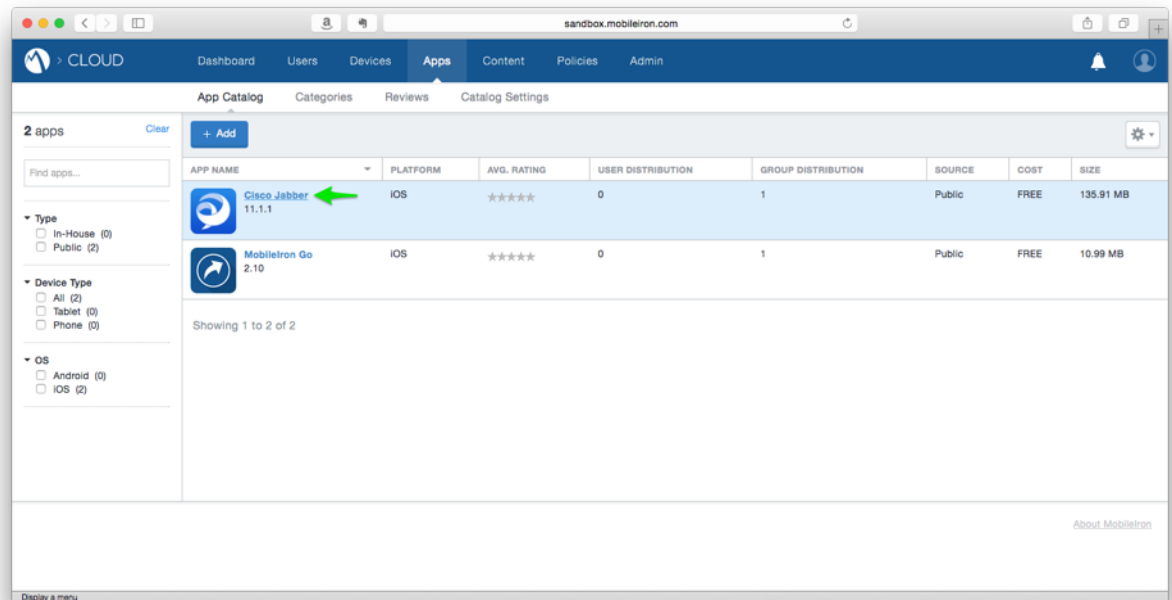 sandbox.mobileiron.com
> CLOUD
Dashboard Users Devices Apps Content Policies Admin
App Catalog Categories Reviews Catalog Settings
2 apps Clear
+ Add
Find apps...
APP NAME PLATFORM AVG. RATING USER DISTRIBUTION GROUP DISTRIBUTION SOURCE COST SIZE
Cisco Jabber iOS 0 1 Public FREE 135.91 MB
11.1.1
Type
In-House (0)
Public (2)
MobileIron Go iOS 0 1 Public FREE 10.99 MB
2.10
Device Type
All (2)
Tablet (0)
Phone (0)
Showing 1 to 2 of 2
OS
Android (0)
iOS (2)
About MobileIron
Display a menu